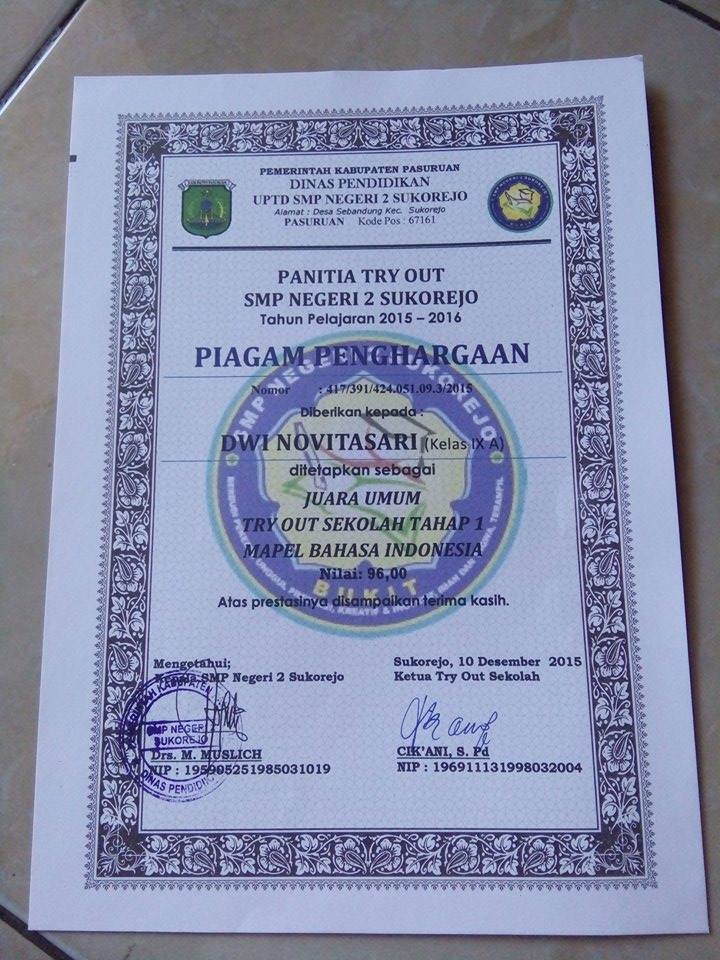 PEMERINTAH KABUPATEN PASURUAN
DINAS PENDIDIKAN
UPTD SMP NEGERI 2 SUKOREJO
Alamat : Desa Sebandung Kec. Sukorejo
PASURUAN Kode Pos : 67161
PANITIA TRY OUT
SMP NEGERI 2 SUKOREJO
Tahun Pelajaran 2015 – 2016
PIAGAM PENGHARGAAN
Nomor : 417/391/424.051.09.3/2015
Diberikan kepada :
DWI NOVITASARI (Kelas IX A)
ditetapkan sebagai
JUARA UMUM
TRY OUT SEKOLAH TAHAP 1
MAPEL BAHASA INDONESIA
Nilai: 96,00
Atas prestasinya disampaikan terima kasih.
SMP NEGERI 2 SUKOREJO
BUKIT
Mengetahui;
Kepala SMP Negeri 2 Sukorejo
Drs. M. MUSLICH
NIP : 195905251985031019
Sukorejo, 10 Desember 2015
Ketua Try Out Sekolah
CIK'ANI, S. Pd
NIP : 196911131998032004
SMP NEGERI
SUKOREJO